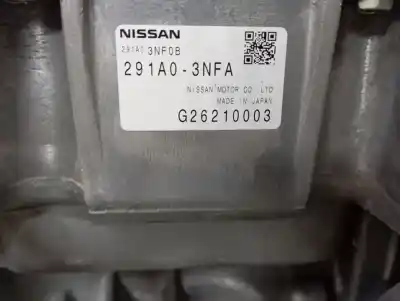 NISSAN
291A0 3NF0B
291A0-3NFA
NISSAN MOTOR CO LTD
MADE IN JAPAN
G26210003